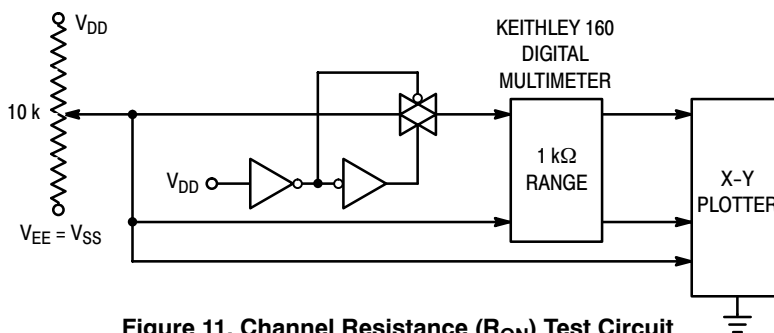 V_DD
10 k
V_EE = V_SS
V_DD
KEITHLEY 160
DIGITAL
MULTIMETER
1 kΩ
RANGE
X-Y
PLOTTER
Figure 11. Channel Resistance (R_ON) Test Circuit